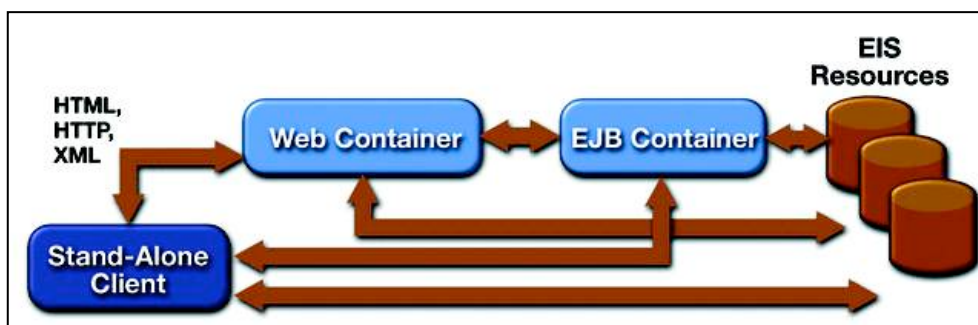 EIS
Resources
HTML,
HTTP,
XML
Web Container
EJB Container
Stand-Alone
Client